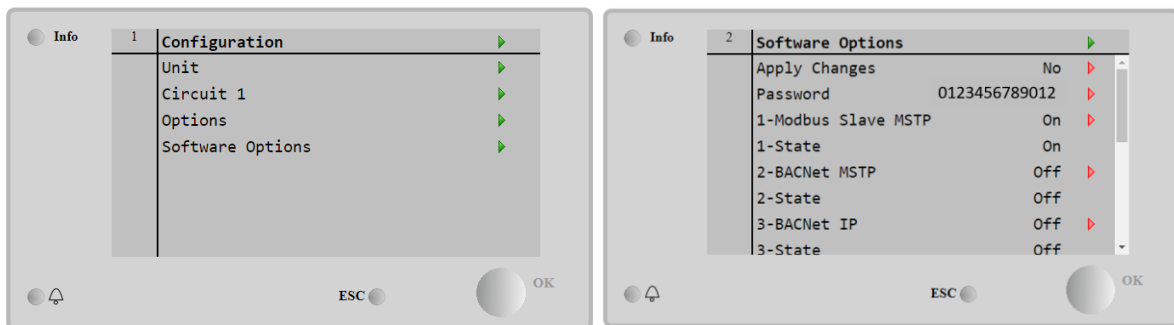 Info
1
Configuration
Unit
Circuit 1
Options
Software Options
ESC
OK
Info
2
Software Options
Apply Changes No
Password 0123456789012
1-Modbus Slave MSTP On
1-State On
2-BACNet MSTP Off
2-State Off
3-BACNet IP Off
3-State Off
ESC
OK